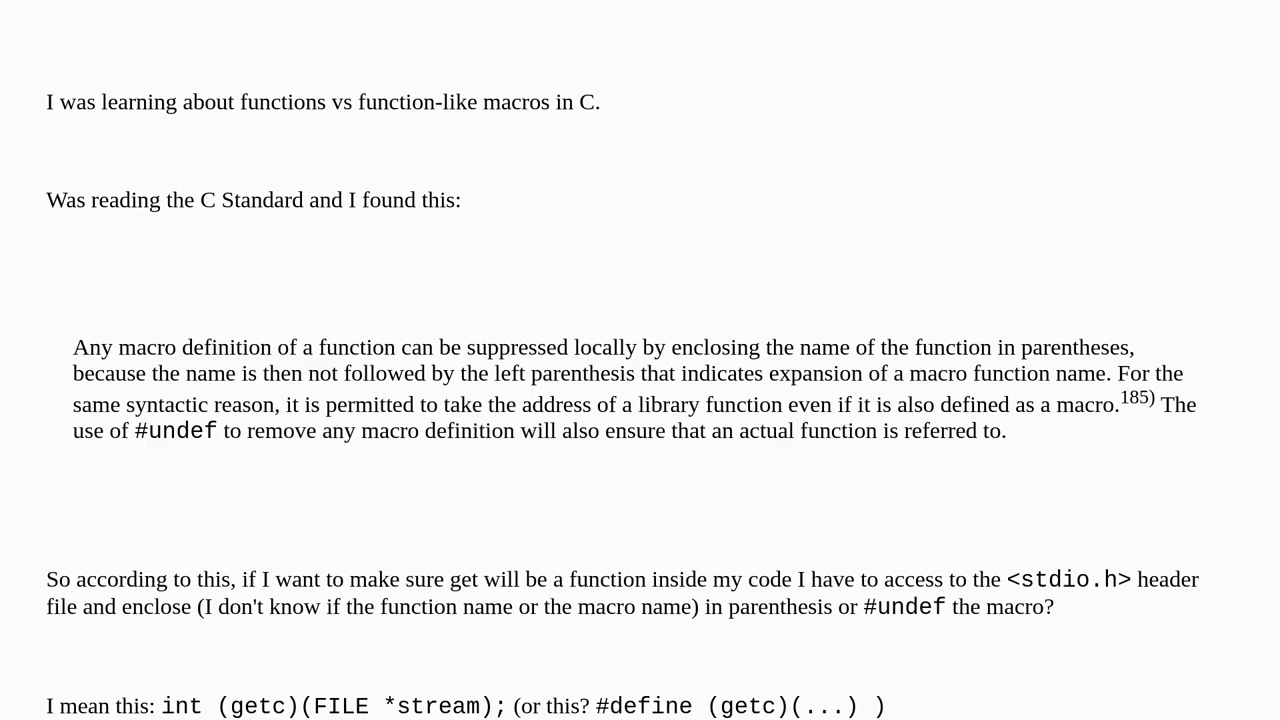 I was learning about functions vs function-like macros in C.
Was reading the C Standard and I found this:
Any macro definition of a function can be suppressed locally by enclosing the name of the function in parentheses,
because the name is then not followed by the left parenthesis that indicates expansion of a macro function name. For the
same syntactic reason, it is permitted to take the address of a library function even if it is also defined as a macro.185) The
use of #undef to remove any macro definition will also ensure that an actual function is referred to.
So according to this, if I want to make sure get will be a function inside my code I have to access to the <stdio.h> header
file and enclose (I don't know if the function name or the macro name) in parenthesis or #undef the macro?
I mean this: int (getc)(FILE *stream); (or this? #define (getc)(...) )